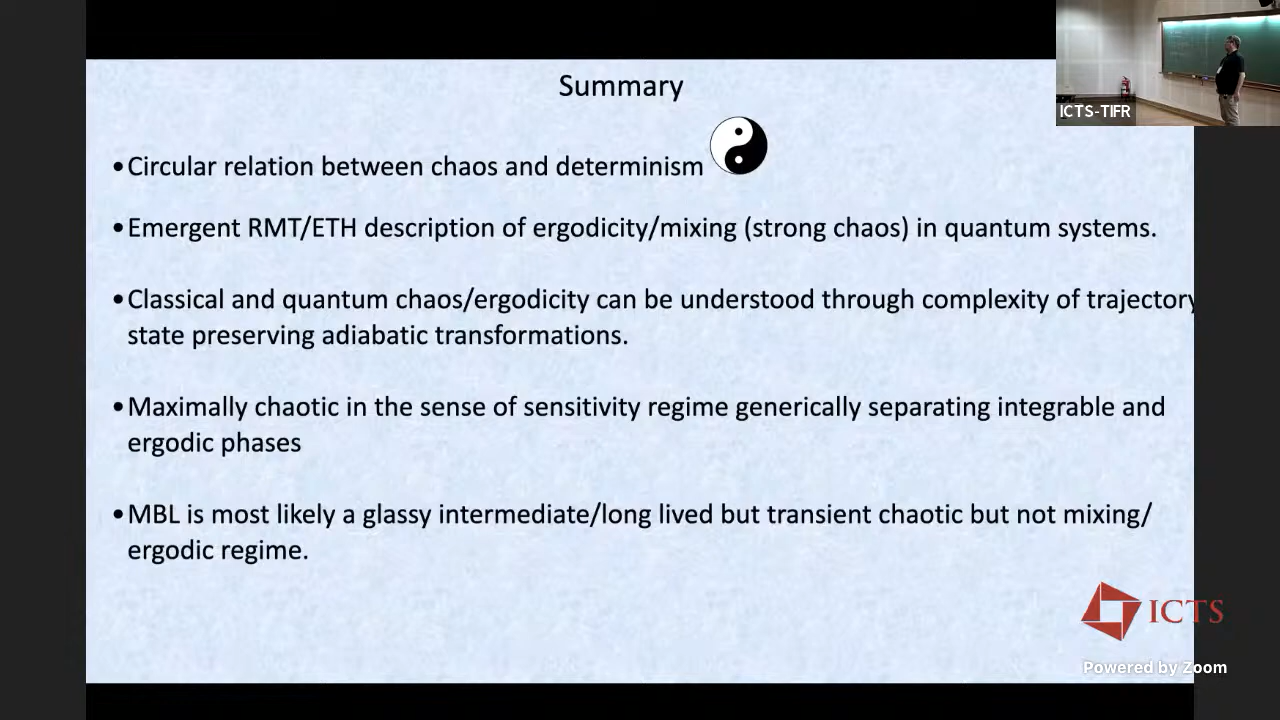 Summary
•Circular relation between chaos and determinism
•Emergent RMT/ETH description of ergodicity/mixing (strong chaos) in quantum systems.
•Classical and quantum chaos/ergodicity can be understood through complexity of trajectory
state preserving adiabatic transformations.
•Maximally chaotic in the sense of sensitivity regime generically separating integrable and
ergodic phases
•MBL is most likely a glassy intermediate/long lived but transient chaotic but not mixing/
ergodic regime.
ICTS-TIFR
ICTS
Powered by Zoom